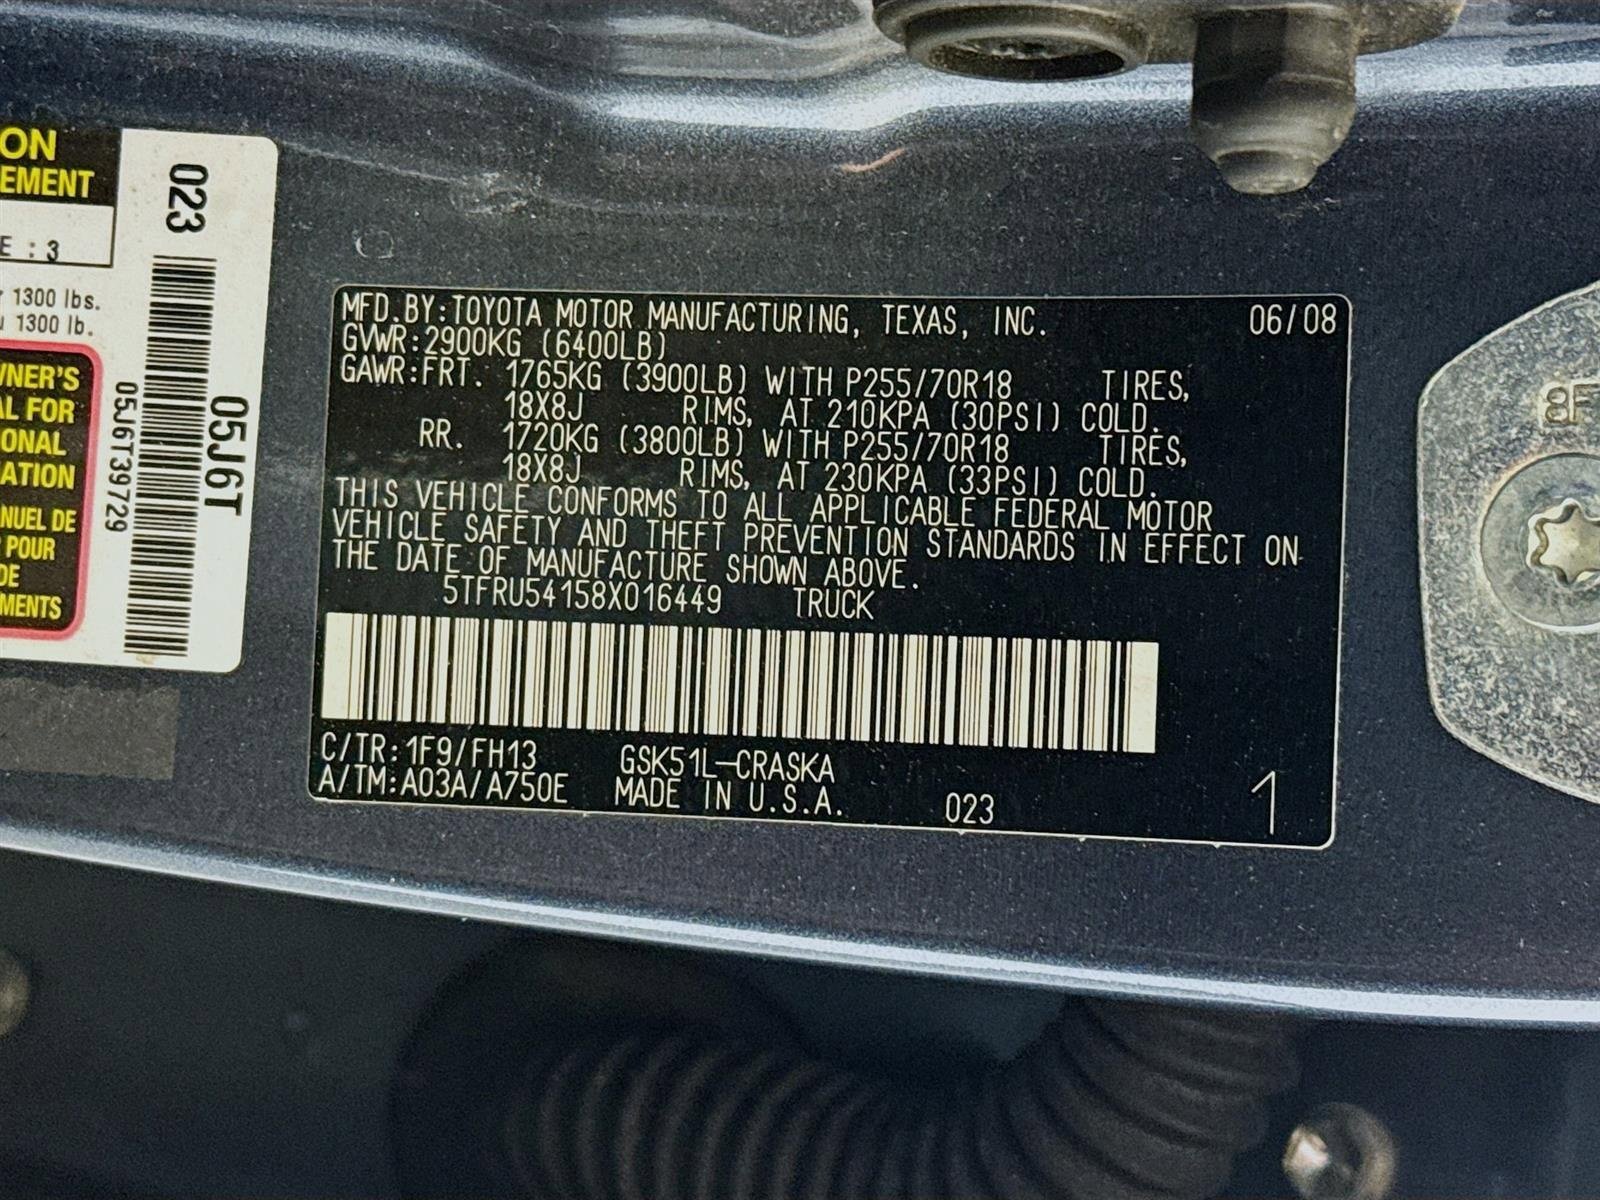 ON
EMENT
E : 3
r 1300 lbs.
u 1300 lb.
WNER'S
AL FOR
IONAL
ATION
NUEL DE
POUR
DE
MENTS
023
05J6T
05J6T39729
MFD.BY:TOYOTA MOTOR MANUFACTURING, TEXAS, INC. 06/08
GVWR:2900KG (6400LB)
GAWR:FRT. 1765KG (3900LB) WITH P255/70R18 TIRES,
18X8J RIMS, AT 210KPA (30PSI) COLD.
RR. 1720KG (3800LB) WITH P255/70R18 TIRES,
18X8J RIMS, AT 230KPA (33PSI) COLD.
THIS VEHICLE CONFORMS TO ALL APPLICABLE FEDERAL MOTOR
VEHICLE SAFETY AND THEFT PREVENTION STANDARDS IN EFFECT ON
THE DATE OF MANUFACTURE SHOWN ABOVE.
5TFRU54158X016449 TRUCK
C/TR:1F9/FH13 GSK51L-CRASKA
A/TM:A03A/A750E MADE IN U.S.A. 023 1
8F